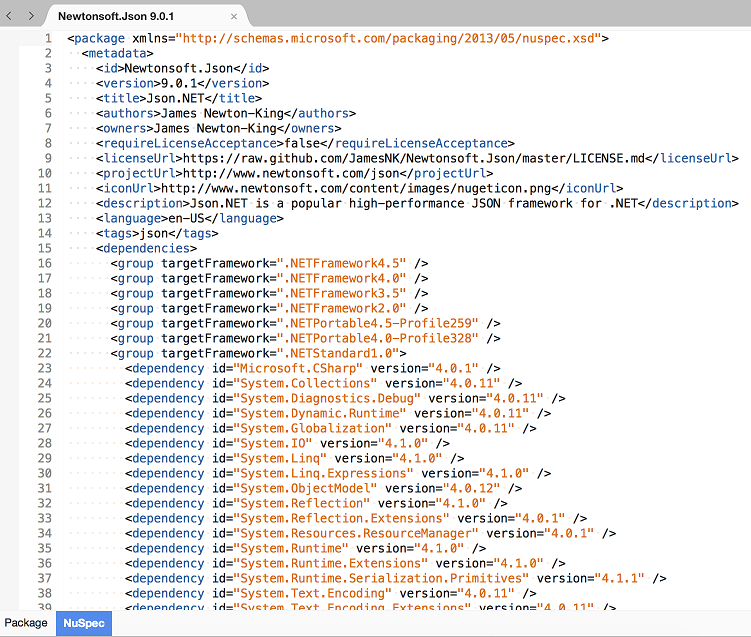 Newtonsoft.Json 9.0.1
1 <package xmlns="http://schemas.microsoft.com/packaging/2013/05/nuspec.xsd">
2 <metadata>
3 <id>Newtonsoft.Json</id>
4 <version>9.0.1</version>
5 <title>Json.NET</title>
6 <authors>James Newton-King</authors>
7 <owners>James Newton-King</owners>
8 <requireLicenseAcceptance>false</requireLicenseAcceptance>
9 <licenseUrl>https://raw.github.com/JamesNK/Newtonsoft.Json/master/LICENSE.md</licenseUrl>
10 <projectUrl>http://www.newtonsoft.com/json</projectUrl>
11 <iconUrl>http://www.newtonsoft.com/content/images/nugeticon.png</iconUrl>
12 <description>Json.NET is a popular high-performance JSON framework for .NET</description>
13 <language>en-US</language>
14 <tags>json</tags>
15 <dependencies>
16 <group targetFramework=".NETFramework4.5" />
17 <group targetFramework=".NETFramework4.0" />
18 <group targetFramework=".NETFramework3.5" />
19 <group targetFramework=".NETFramework2.0" />
20 <group targetFramework=".NETPortable4.5-Profile259" />
21 <group targetFramework=".NETPortable4.0-Profile328" />
22 <group targetFramework=".NETStandard1.0">
23 <dependency id="Microsoft.CSharp" version="4.0.1" />
24 <dependency id="System.Collections" version="4.0.11" />
25 <dependency id="System.Diagnostics.Debug" version="4.0.11" />
26 <dependency id="System.Dynamic.Runtime" version="4.0.11" />
27 <dependency id="System.Globalization" version="4.0.11" />
28 <dependency id="System.IO" version="4.1.0" />
29 <dependency id="System.Linq" version="4.1.0" />
30 <dependency id="System.Linq.Expressions" version="4.1.0" />
31 <dependency id="System.ObjectModel" version="4.0.12" />
32 <dependency id="System.Reflection" version="4.1.0" />
33 <dependency id="System.Reflection.Extensions" version="4.0.1" />
34 <dependency id="System.Resources.ResourceManager" version="4.0.1" />
35 <dependency id="System.Runtime" version="4.1.0" />
36 <dependency id="System.Runtime.Extensions" version="4.1.0" />
37 <dependency id="System.Runtime.Serialization.Primitives" version="4.1.1" />
38 <dependency id="System.Text.Encoding" version="4.0.11" />
39 <dependency id="System.Text.Encoding.Extensions" version="4.0.11" />
Package NuSpec